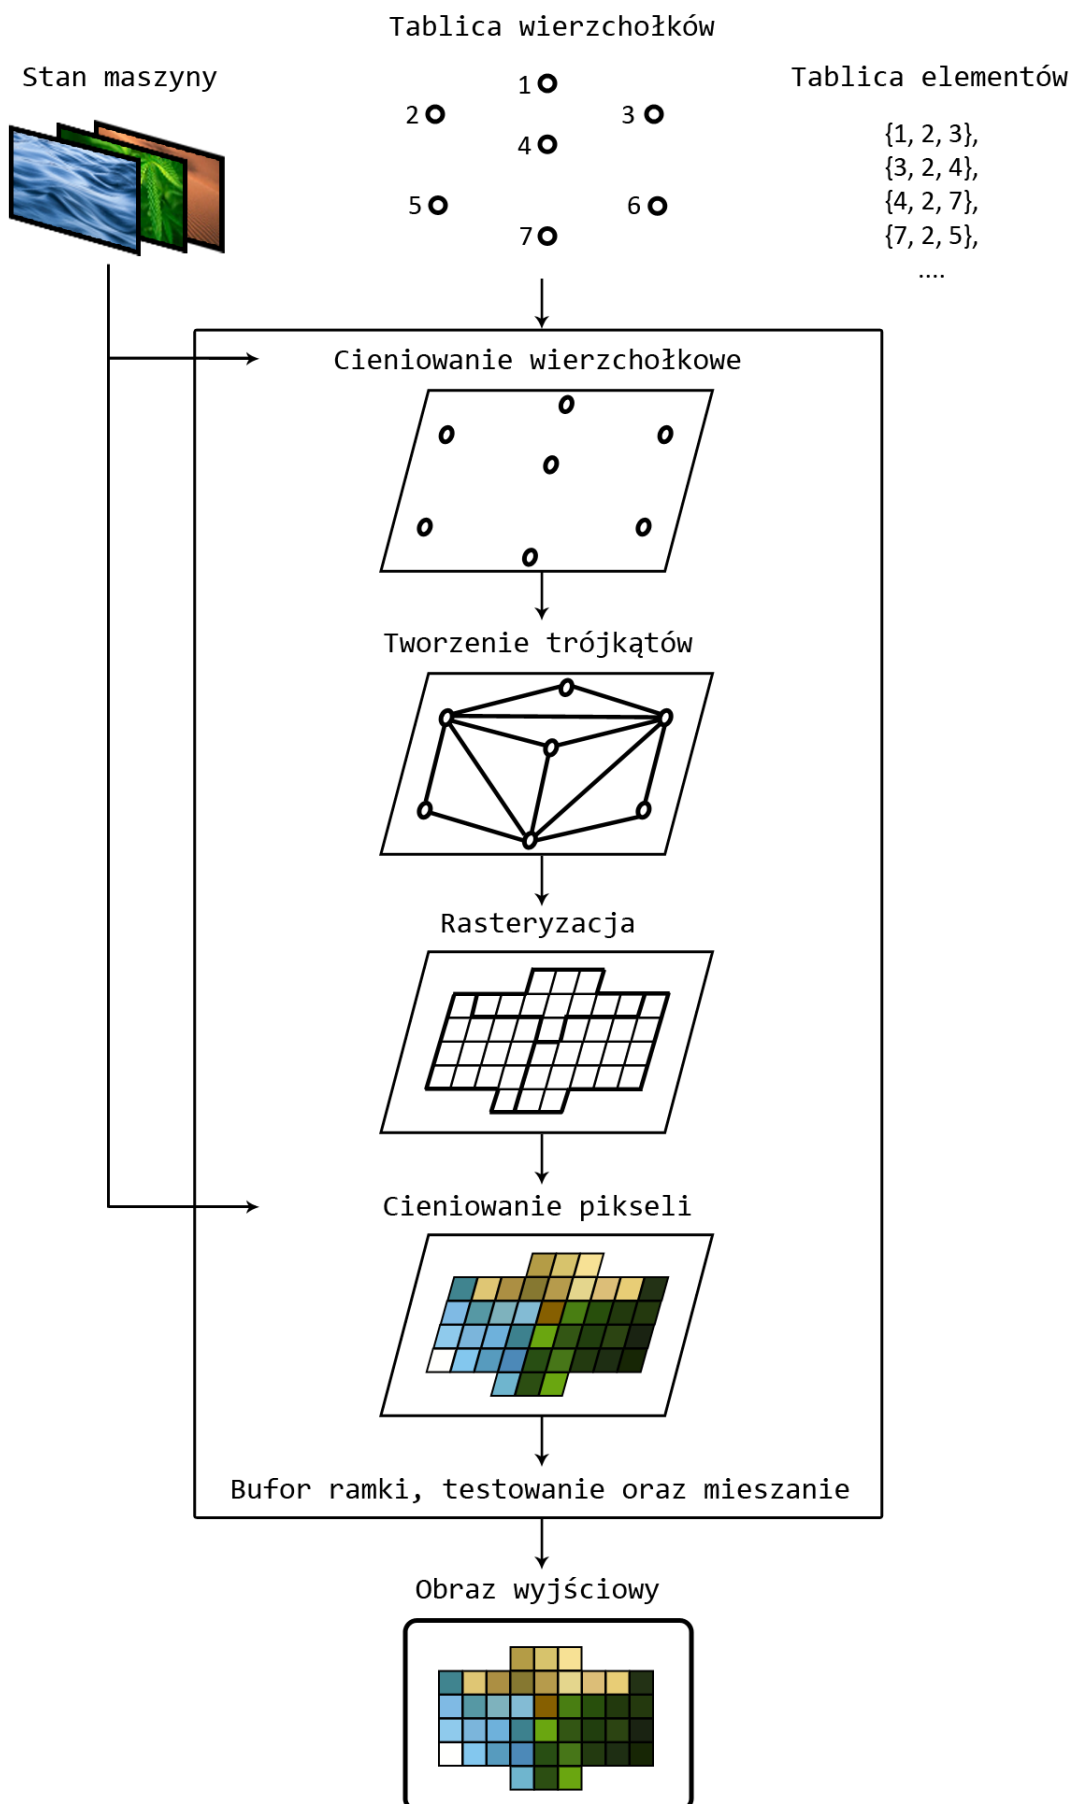 Tablica wierzchołków
Stan maszyny
Tablica elementów
1
2
3
4
5
6
7
{1, 2, 3},
{3, 2, 4},
{4, 2, 7},
{7, 2, 5},
....
Cieniowanie wierzchołkowe
Tworzenie trójkątów
Rasteryzacja
Cieniowanie pikseli
Bufor ramki, testowanie oraz mieszanie
Obraz wyjściowy